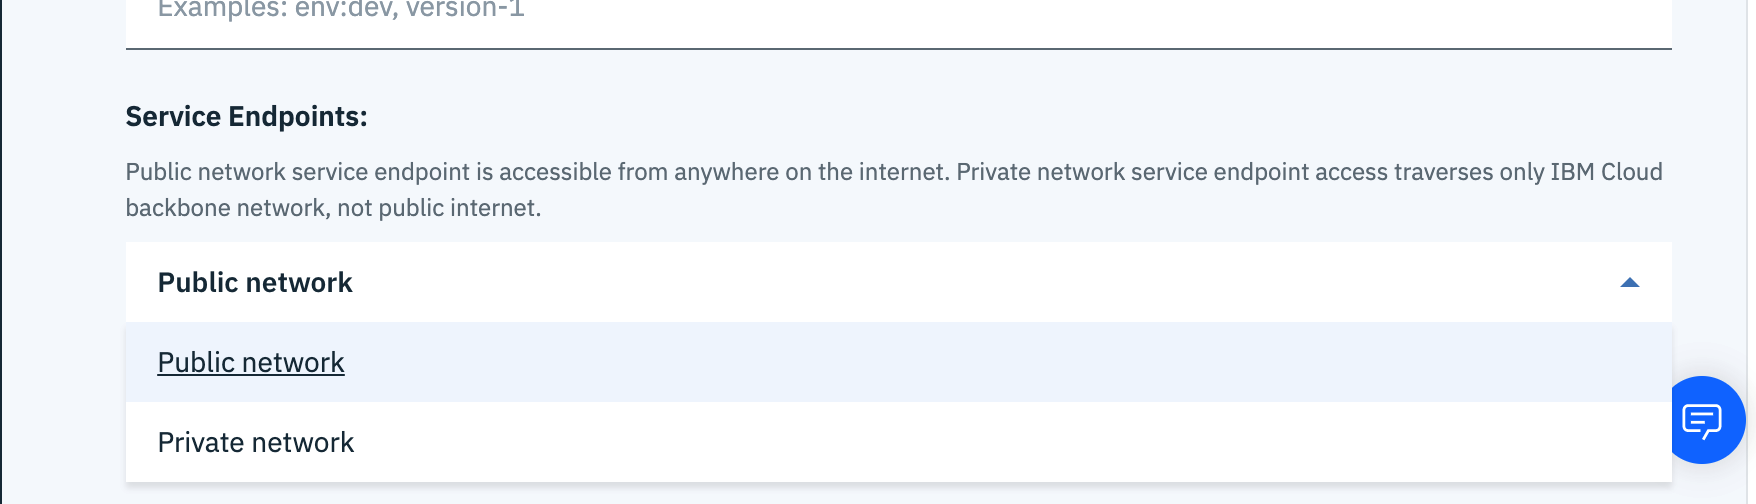 Examples: env:dev, version-1
Service Endpoints:
Public network service endpoint is accessible from anywhere on the internet. Private network service endpoint access traverses only IBM Cloud
backbone network, not public internet.
Public network
Public network
Private network